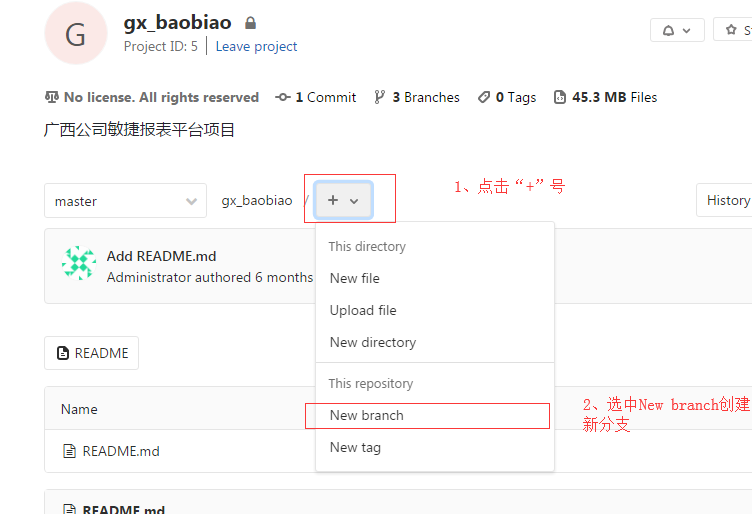 G
gx_baobiao
Project ID: 5 Leave project
No license. All rights reserved 1 Commit 3 Branches 0 Tags 45.3 MB Files
广西公司敏捷报表平台项目
1、点击“+”号
master gx_baobiao / + History
This directory
Add README.md
Administrator authored 6 months
New file
Upload file
New directory
README
This repository
Name
New branch
2、选中New branch创建
新分支
README.md
New tag
README.md